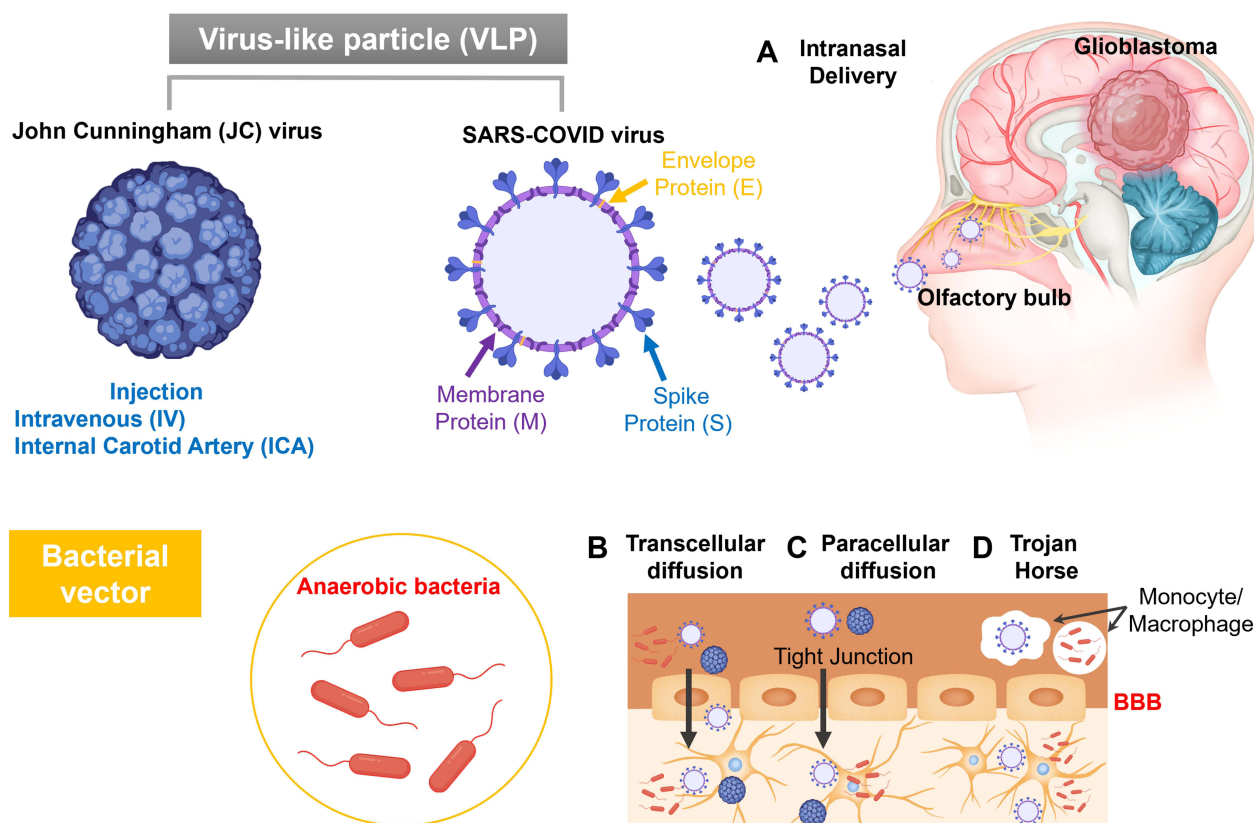 Virus-like particle (VLP)
John Cunningham (JC) virus
SARS-COVID virus
Envelope
Protein (E)
Membrane
Protein (M)
Spike
Protein (S)
Injection
Intravenous (IV)
Internal Carotid Artery (ICA)
A Intranasal
Delivery
Glioblastoma
Olfactory bulb
Bacterial
vector
Anaerobic bacteria
B Transcellular
diffusion
C Paracellular
diffusion
D Trojan
Horse
Monocyte/
Macrophage
Tight Junction
BBB